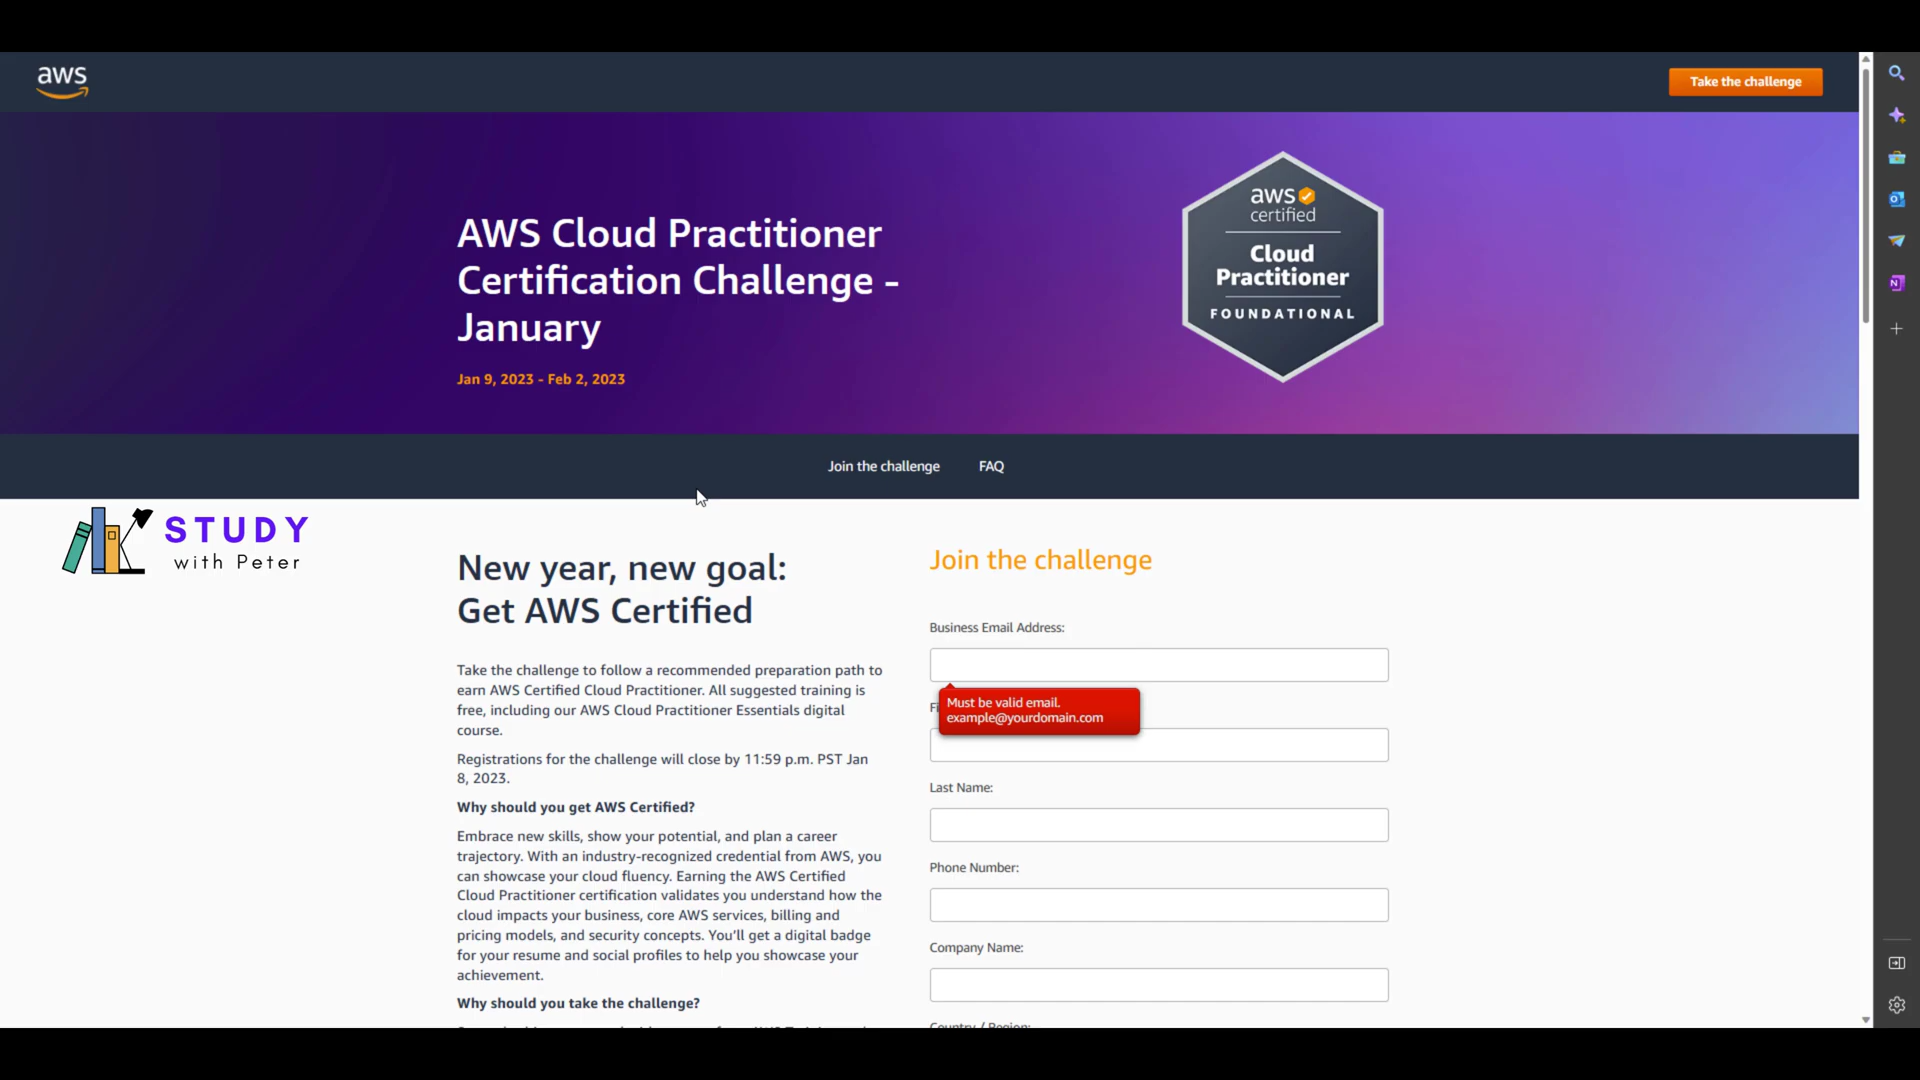 aws
Take the challenge
AWS Cloud Practitioner
Certification Challenge -
January
Jan 9, 2023 - Feb 2, 2023
aws
certified
Cloud
Practitioner
FOUNDATIONAL
Join the challenge
FAQ
STUDY
with Peter
New year, new goal:
Get AWS Certified
Take the challenge to follow a recommended preparation path to
earn AWS Certified Cloud Practitioner. All suggested training is
free, including our AWS Cloud Practitioner Essentials digital
course.
Registrations for the challenge will close by 11:59 p.m. PST Jan
8, 2023.
Why should you get AWS Certified?
Embrace new skills, show your potential, and plan a career
trajectory. With an industry-recognized credential from AWS, you
can showcase your cloud fluency. Earning the AWS Certified
Cloud Practitioner certification validates you understand how the
cloud impacts your business, core AWS services, billing and
pricing models, and security concepts. You'll get a digital badge
for your resume and social profiles to help you showcase your
achievement.
Why should you take the challenge?
Join the challenge
Business Email Address:
Must be valid email.
example@yourdomain.com
Last Name:
Phone Number:
Company Name:
Country / Region: